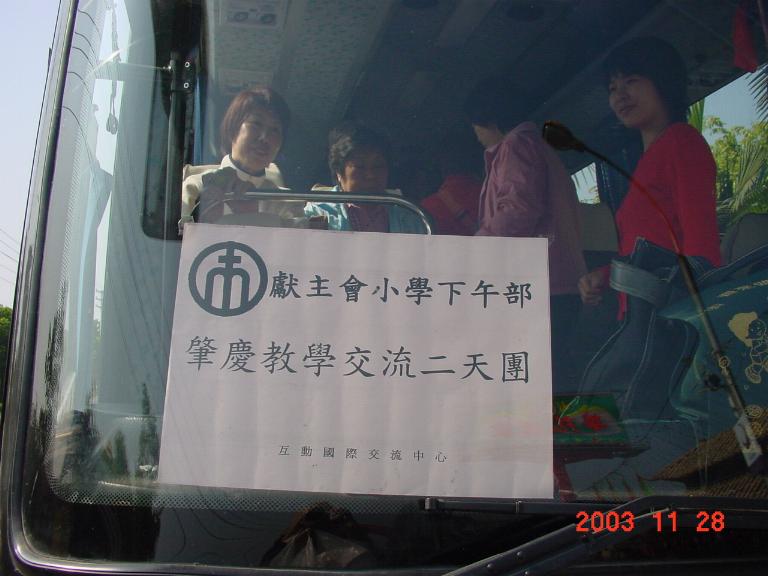 獻主會小學下午部
肇慶教學交流二天團
互動國際交流中心
2003 11 28